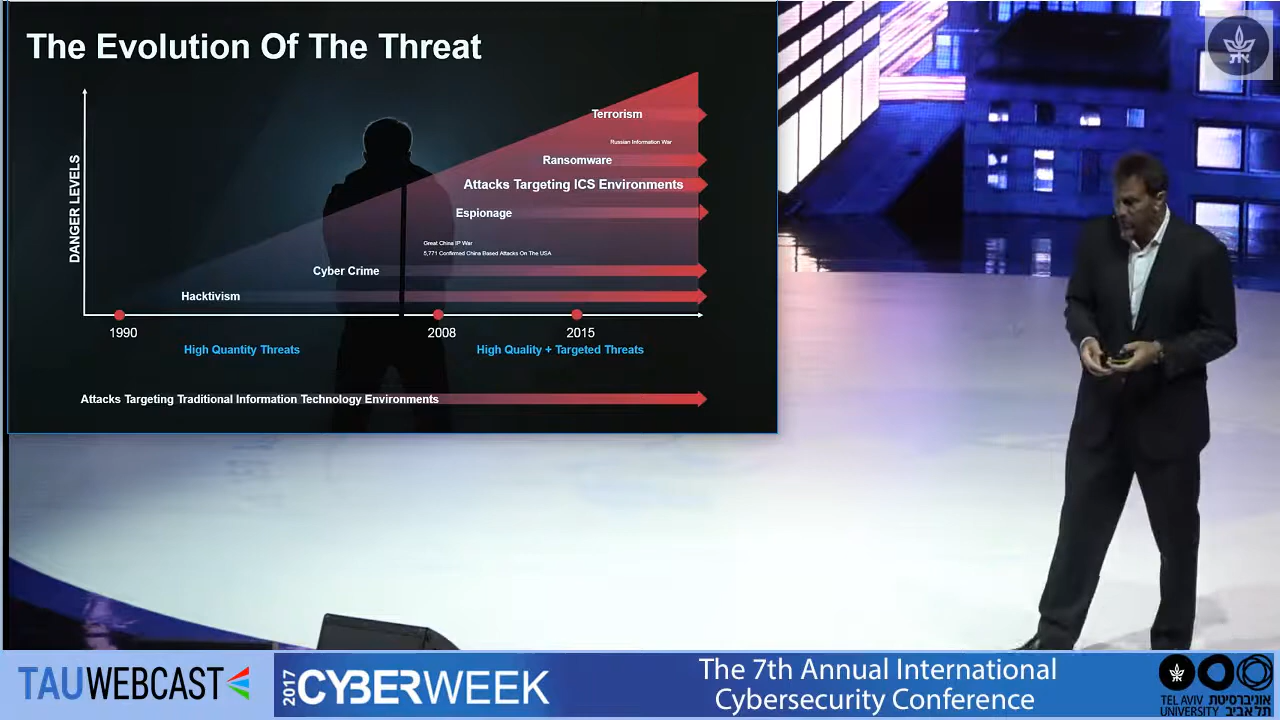 The Evolution Of The Threat
DANGER LEVELS
Terrorism
Russian Information War
Ransomware
Attacks Targeting ICS Environments
Espionage
Great China IP War
5,771 Confirmed China Based Attacks On The USA
Cyber Crime
Hacktivism
1990
2008
2015
High Quantity Threats
High Quality + Targeted Threats
Attacks Targeting Traditional Information Technology Environments
את
TAUWEBCAST
2017
CYBERWEEK
The 7th Annual International
Cybersecurity Conference
TEL AVIV אוניברסיטת
UNIVERSITY תל אביב